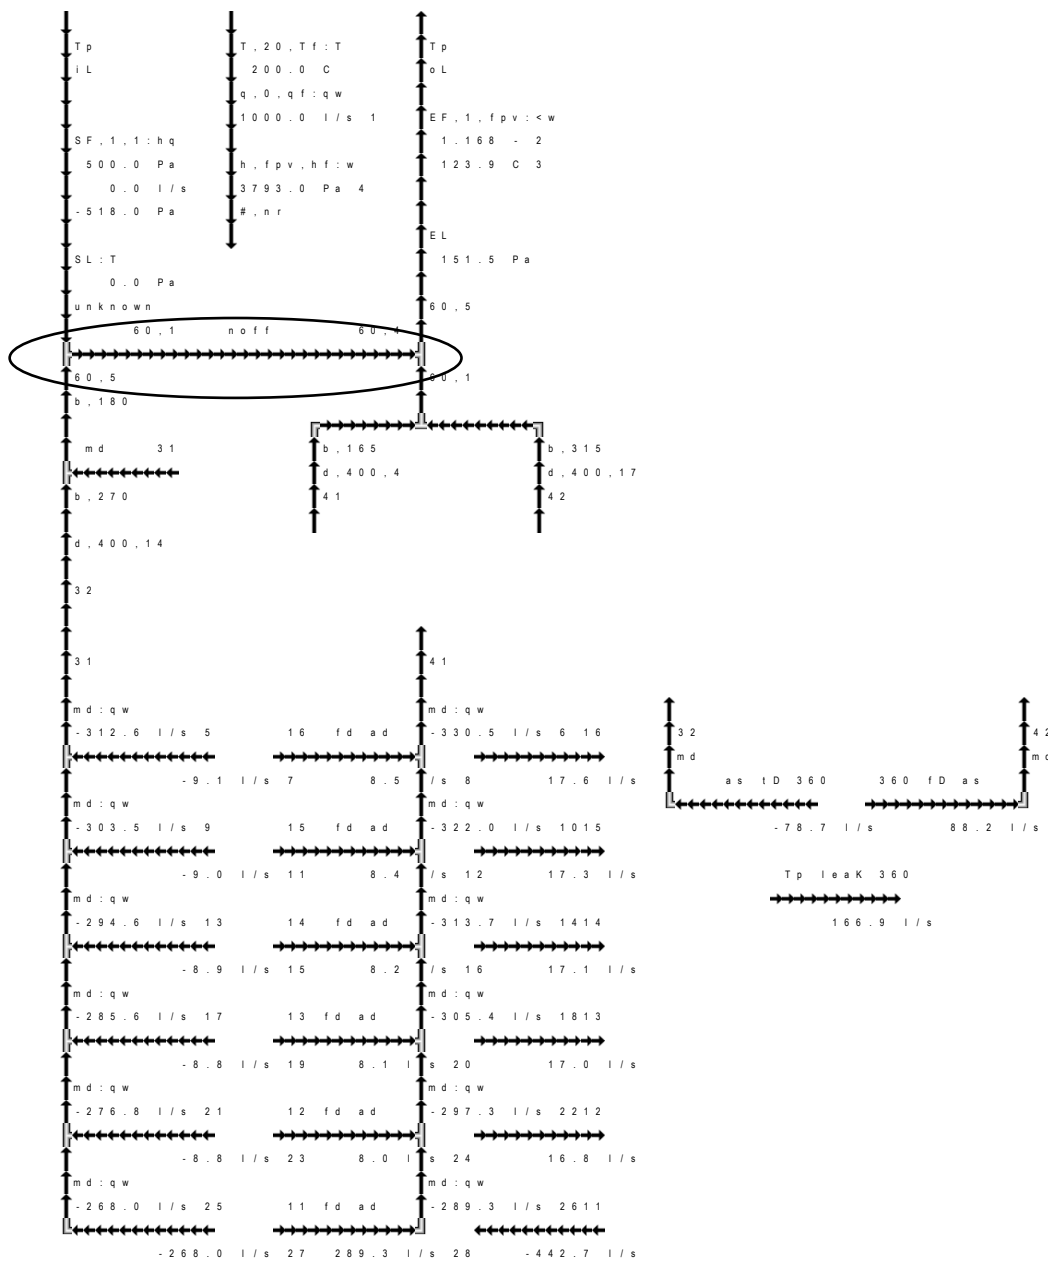 Tp T,20,Tf:T Tp
iL 200.0 C oL
q,0,qf:qw
1000.0 l/s 1 EF,1,fpv:<w
SF,1,1:hq 1.168 - 2
500.0 Pa h,fpv,hf:w 123.9 C 3
0.0 l/s 3793.0 Pa 4
-518.0 Pa #,nr
EL
SL:T 151.5 Pa
0.0 Pa
unknown 60,5
60,1 noff 60,4
60,5 60,1
b,180
md 31 b,165 b,315
d,400,4 d,400,17
b,270 41 42
d,400,14
32
31 41
md:qw md:qw
-312.6 l/s 5 16 fd ad -330.5 l/s 6 16 32 42
md md
-9.1 l/s 7 8.5 /s 8 17.6 l/s as tD 360 360 fD as
md:qw md:qw
-303.5 l/s 9 15 fd ad -322.0 l/s 1015 -78.7 l/s 88.2 l/s
-9.0 l/s 11 8.4 /s 12 17.3 l/s Tp leaK 360
md:qw md:qw
-294.6 l/s 13 14 fd ad -313.7 l/s 1414 166.9 l/s
-8.9 l/s 15 8.2 /s 16 17.1 l/s
md:qw md:qw
-285.6 l/s 17 13 fd ad -305.4 l/s 1813
-8.8 l/s 19 8.1 l s 20 17.0 l/s
md:qw md:qw
-276.8 l/s 21 12 fd ad -297.3 l/s 2212
-8.8 l/s 23 8.0 l s 24 16.8 l/s
md:qw md:qw
-268.0 l/s 25 11 fd ad -289.3 l/s 2611
-268.0 l/s 27 289.3 l/s 28 -442.7 l/s